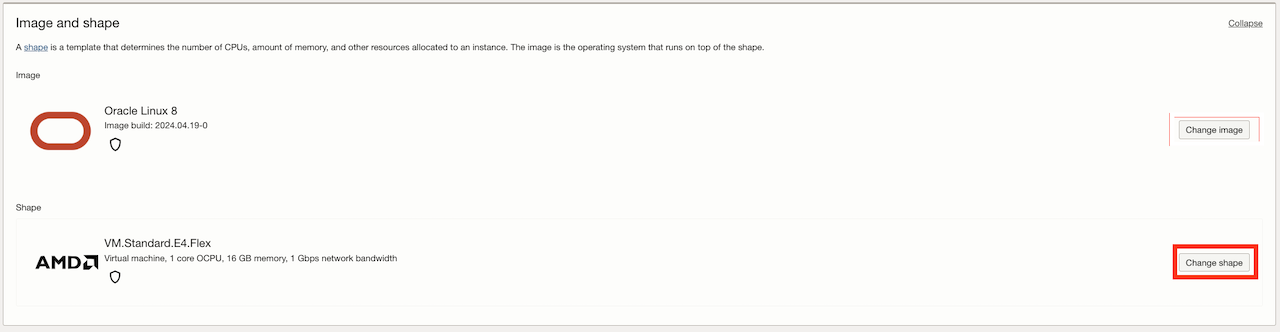 Image and shape
Collapse
A shape is a template that determines the number of CPUs, amount of memory, and other resources allocated to an instance. The image is the operating system that runs on top of the shape.
Image
Oracle Linux 8
Image build: 2024.04.19-0
Change image
Shape
VM.Standard.E4.Flex
AMD
Virtual machine, 1 core OCPU, 16 GB memory, 1 Gbps network bandwidth
Change shape